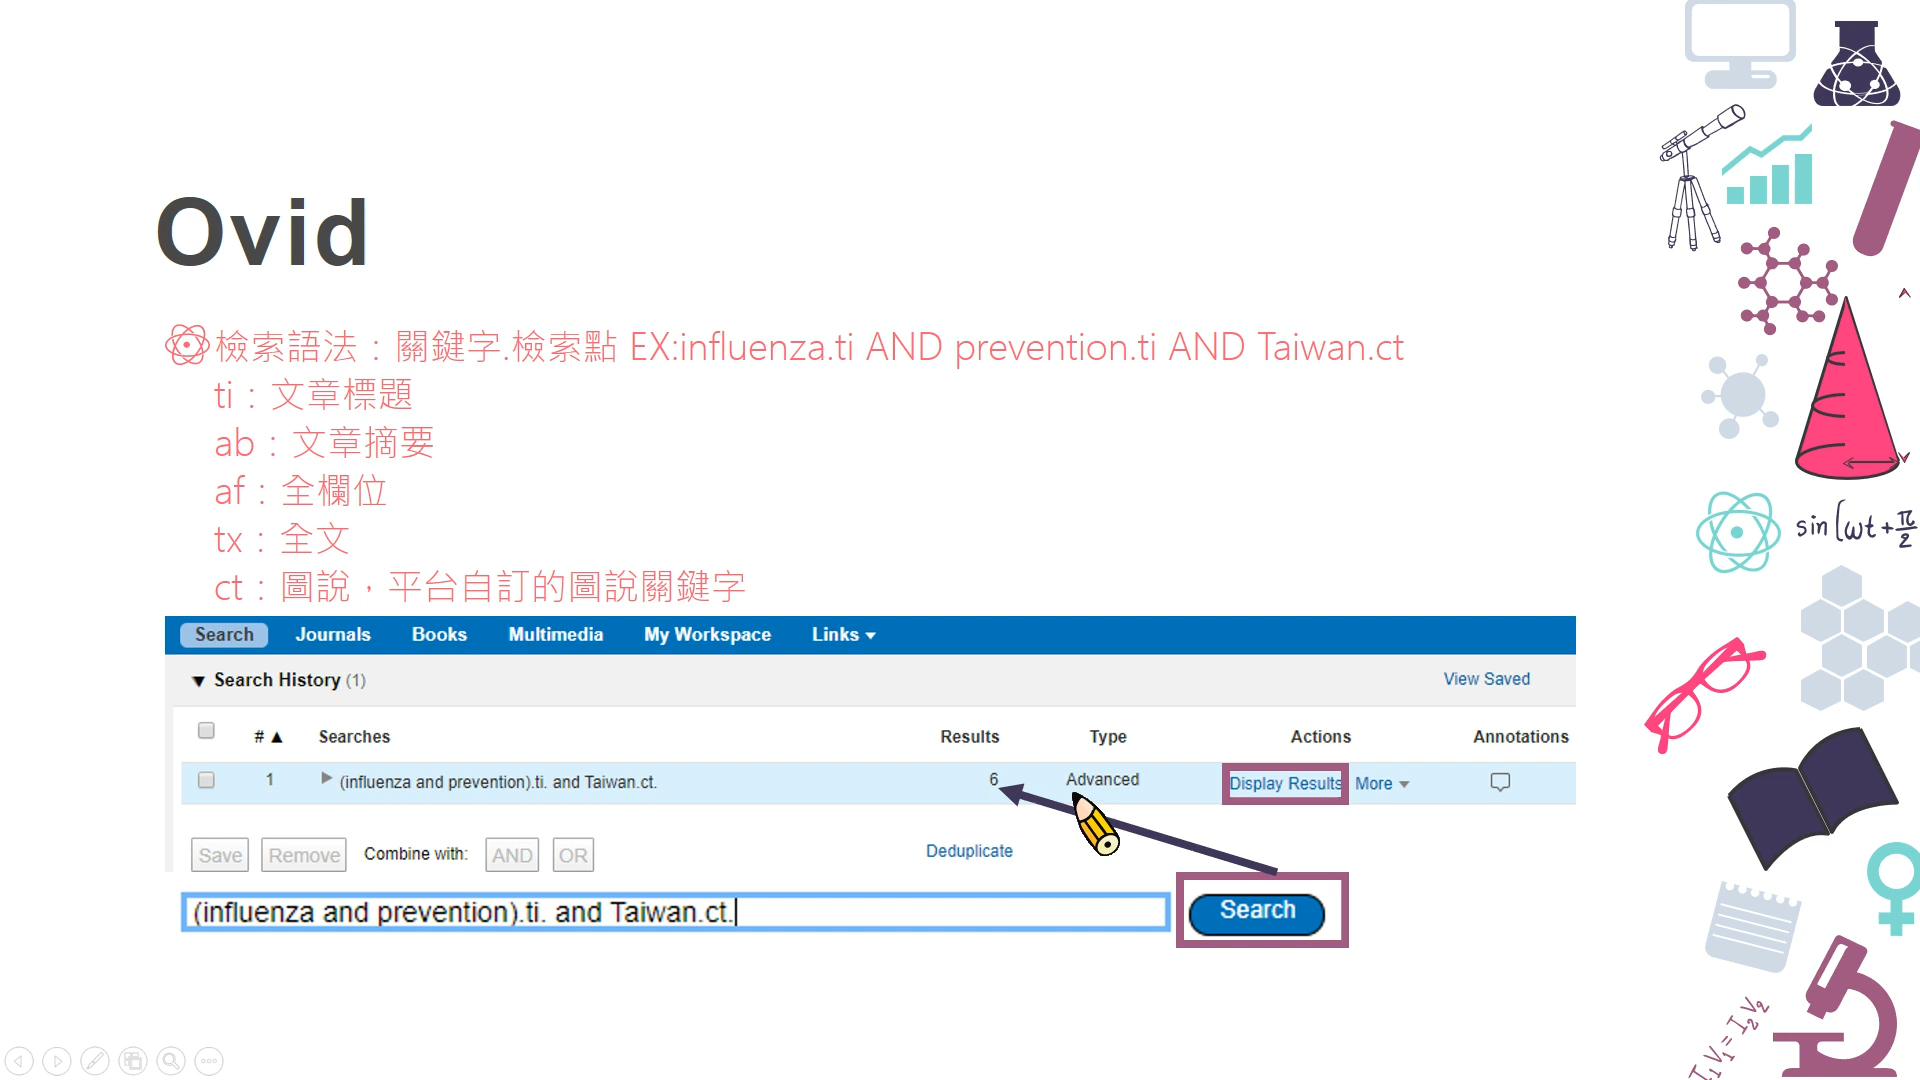 Ovid
檢索語法：關鍵字.檢索點 EX:influenza.ti AND prevention.ti AND Taiwan.ct
ti：文章標題
ab：文章摘要
af：全欄位
tx：全文
ct：圖說，平台自訂的圖說關鍵字
Search Journals Books Multimedia My Workspace Links
Search History (1) View Saved
# ▲ Searches Results Type Actions Annotations
1 (influenza and prevention).ti. and Taiwan.ct. 6 Advanced Display Results More
Save Remove Combine with: AND OR Deduplicate
(influenza and prevention).ti. and Taiwan.ct. Search
sin(ωt+π/2
I₁V₁=I₂V₂